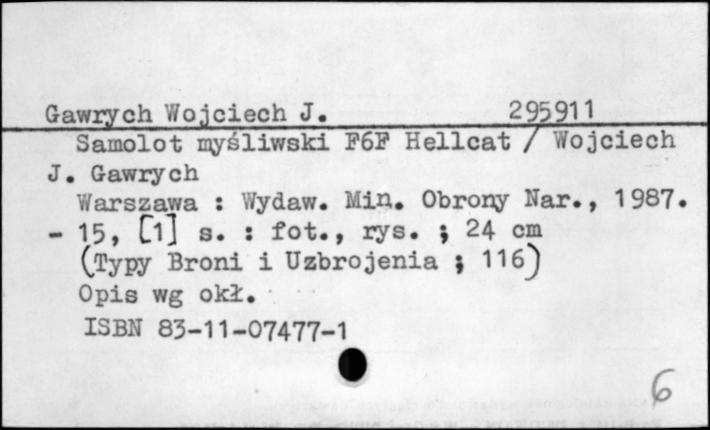 Gawrych Wojciech J. 295911
Samolot myśliwski F6F Hellcat / Wojciech
J. Gawrych
Warszawa : Wydaw. Min. Obrony Nar., 1987.
- 15, [1] s. : fot., rys. ; 24 cm
(Typy Broni i Uzbrojenia ; 116)
Opis wg okł.
ISBN 83-11-07477-1
6